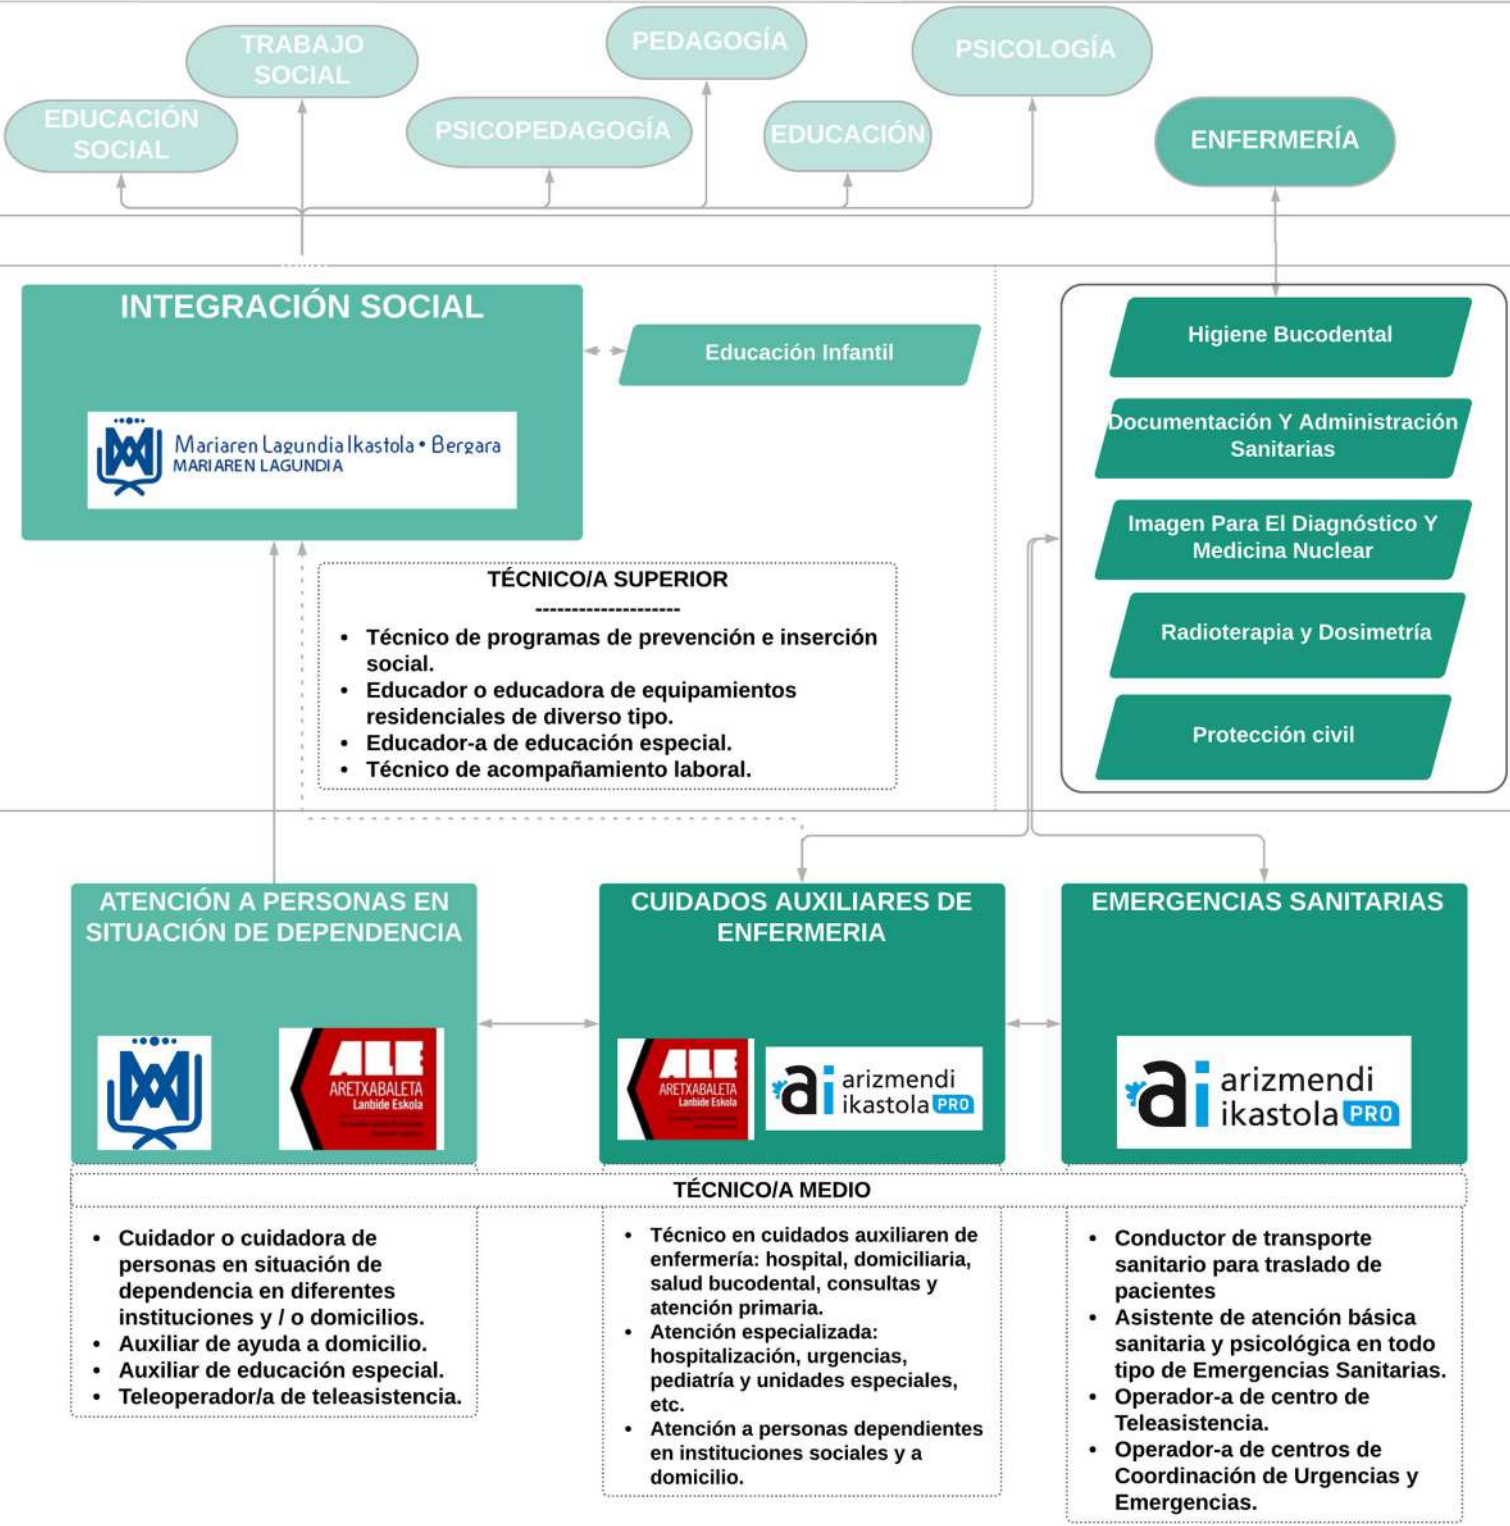 TRABAJO
SOCIAL
PEDAGOGÍA
PSICOLOGÍA
EDUCACIÓN
SOCIAL
PSICOPEDAGOGÍA
EDUCACIÓN
ENFERMERÍA
INTEGRACIÓN SOCIAL
Mariaren Lagundia Ikastola • Bergara
MARIAREN LAGUNDIA
Educación Infantil
Higiene Bucodental
Documentación Y Administración
Sanitarias
Imagen Para El Diagnóstico Y
Medicina Nuclear
Radioterapia y Dosimetría
Protección civil
TÉCNICO/A SUPERIOR
--------------------
• Técnico de programas de prevención e inserción
social.
• Educador o educadora de equipamientos
residenciales de diverso tipo.
• Educador-a de educación especial.
• Técnico de acompañamiento laboral.
ATENCIÓN A PERSONAS EN
SITUACIÓN DE DEPENDENCIA
ALE
ARETXABALETA
Lanbide Eskola
CUIDADOS AUXILIARES DE
ENFERMERIA
ALE
ARETXABALETA
Lanbide Eskola
ai arizmendi
ikastola PRO
EMERGENCIAS SANITARIAS
ai arizmendi
ikastola PRO
TÉCNICO/A MEDIO
• Cuidador o cuidadora de
personas en situación de
dependencia en diferentes
instituciones y / o domicilios.
• Auxiliar de ayuda a domicilio.
• Auxiliar de educación especial.
• Teleoperador/a de teleasistencia.
• Técnico en cuidados auxiliaren de
enfermería: hospital, domiciliaria,
salud bucodental, consultas y
atención primaria.
• Atención especializada:
hospitalización, urgencias,
pediatría y unidades especiales,
etc.
• Atención a personas dependientes
en instituciones sociales y a
domicilio.
• Conductor de transporte
sanitario para traslado de
pacientes
• Asistente de atención básica
sanitaria y psicológica en todo
tipo de Emergencias Sanitarias.
• Operador-a de centro de
Teleasistencia.
• Operador-a de centros de
Coordinación de Urgencias y
Emergencias.